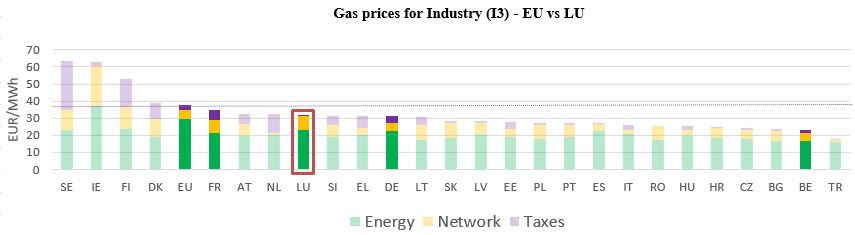 Gas prices for Industry (I3) - EU vs LU
EUR/MWh
70
60
50
40
30
20
10
0
SE IE FI DK EU FR AT NL LU SI EL DE LT SK LV EE PL PT ES IT RO HU HR CZ BG BE TR
Energy Network Taxes